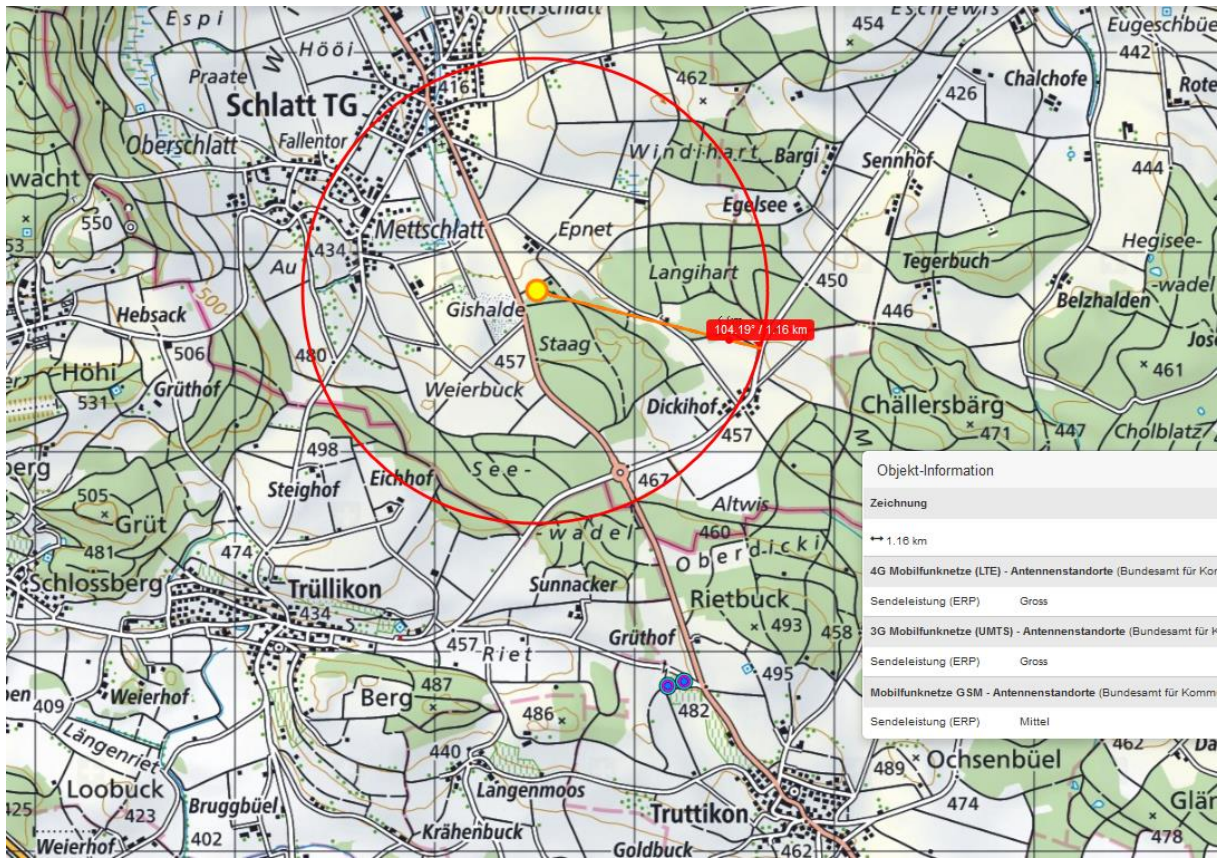 Espi
Unterschlatt
Eschewis
454
Eugeschbüe
442
W
Hööi
Praate
462
416
Chalchofe
Rote
Schlatt TG
426
Oberschlatt
Fallentor
Windihart
Bargi
Sennhof
444
wacht
550
Egelsee
Mettschlatt
Epnet
434
Hegisee-
-wadel
53
Au
Langihart
450
Tegerbuch
500
Belzhalden
Hebsack
Gishalde
446
104.19° / 1.16 km
506
457
Staag
480
Höhi
531
Grüthof
Weierbuck
461
Dickihof
Chällersbärg
457
M
471
447
Cholblatz
498
See-
berg
Steighof
Eichhof
467
505
Altwis
Grüt
-wadel
460
481
474
Oberdicki
Schlossberg
Sunnacker
Trüllikon
434
Rietbuck
493
458
Grüthof
457
Riet
495
Weierhof
487
Berg
482
409
486
Längenriet
440
462
489
Ochsenbüel
Loobuck
423
Langenmoos
425
Bruggbüel
Truttikon
474
Glän
402
Krähenbuck
478
Weierhof
Goldbuck
462
Objekt-Information
Zeichnung
1.16 km
4G Mobilfunknetze (LTE) - Antennenstandorte (Bundesamt für Kom
Sendeleistung (ERP) Gross
3G Mobilfunknetze (UMTS) - Antennenstandorte (Bundesamt für K
Sendeleistung (ERP) Gross
Mobilfunknetze GSM - Antennenstandorte (Bundesamt für Kommu
Sendeleistung (ERP) Mittel